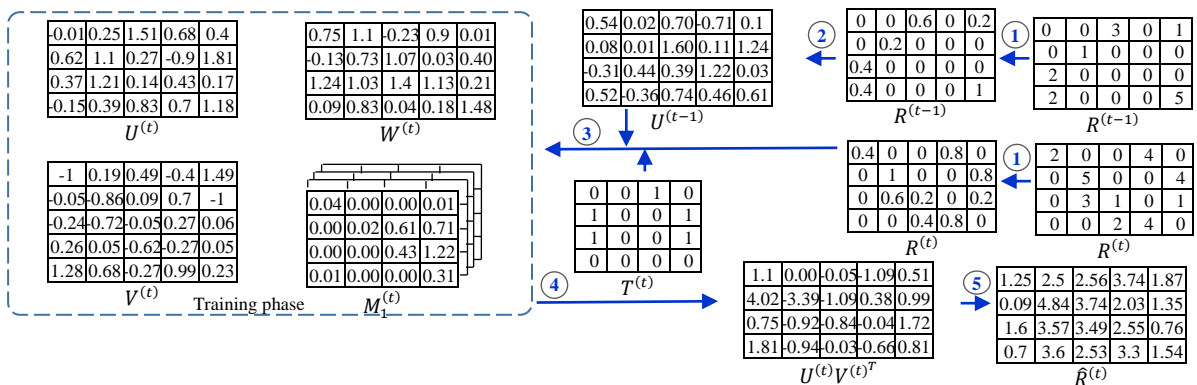 -0.01 0.25 1.51 0.68 0.4
0.62 1.1 0.27 -0.9 1.81
0.37 1.21 0.14 0.43 0.17
-0.15 0.39 0.83 0.7 1.18
U^(t)
0.75 1.1 -0.23 0.9 0.01
-0.13 0.73 1.07 0.03 0.40
1.24 1.03 1.4 1.13 0.21
0.09 0.83 0.04 0.18 1.48
W^(t)
-1 0.19 0.49 -0.4 1.49
-0.05 -0.86 0.09 0.7 -1
-0.24 -0.72 -0.05 0.27 0.06
0.26 0.05 -0.62 -0.27 0.05
1.28 0.68 -0.27 0.99 0.23
V^(t)
0.04 0.00 0.00 0.01
0.00 0.02 0.61 0.71
0.00 0.00 0.43 1.22
0.01 0.00 0.00 0.31
M_1^(t)
Training phase
0.54 0.02 0.70 -0.71 0.1
0.08 0.01 1.60 0.11 1.24
-0.31 0.44 0.39 1.22 0.03
0.52 -0.36 0.74 0.46 0.61
U^(t-1)
2
0 0 0.6 0 0.2
0 0.2 0 0 0
0.4 0 0 0 0
0.4 0 0 0 1
R^(t-1)
1
0 0 3 0 1
0 1 0 0 0
2 0 0 0 0
2 0 0 0 5
R^(t-1)
3
0 0 1 0
1 0 0 1
1 0 0 1
0 0 0 0
T^(t)
0.4 0 0 0.8 0
0 1 0 0 0.8
0 0.6 0.2 0 0.2
0 0 0.4 0.8 0
R^(t)
1
2 0 0 4 0
0 5 0 0 4
0 3 1 0 1
0 0 2 4 0
R^(t)
4
1.1 0.00 -0.05 -1.09 0.51
4.02 -3.39 -1.09 0.38 0.99
0.75 -0.92 -0.84 -0.04 1.72
1.81 -0.94 -0.03 -0.66 0.81
U^(t)V^(t)^T
5
1.25 2.5 2.56 3.74 1.87
0.09 4.84 3.74 2.03 1.35
1.6 3.57 3.49 2.55 0.76
0.7 3.6 2.53 3.3 1.54
R̂^(t)